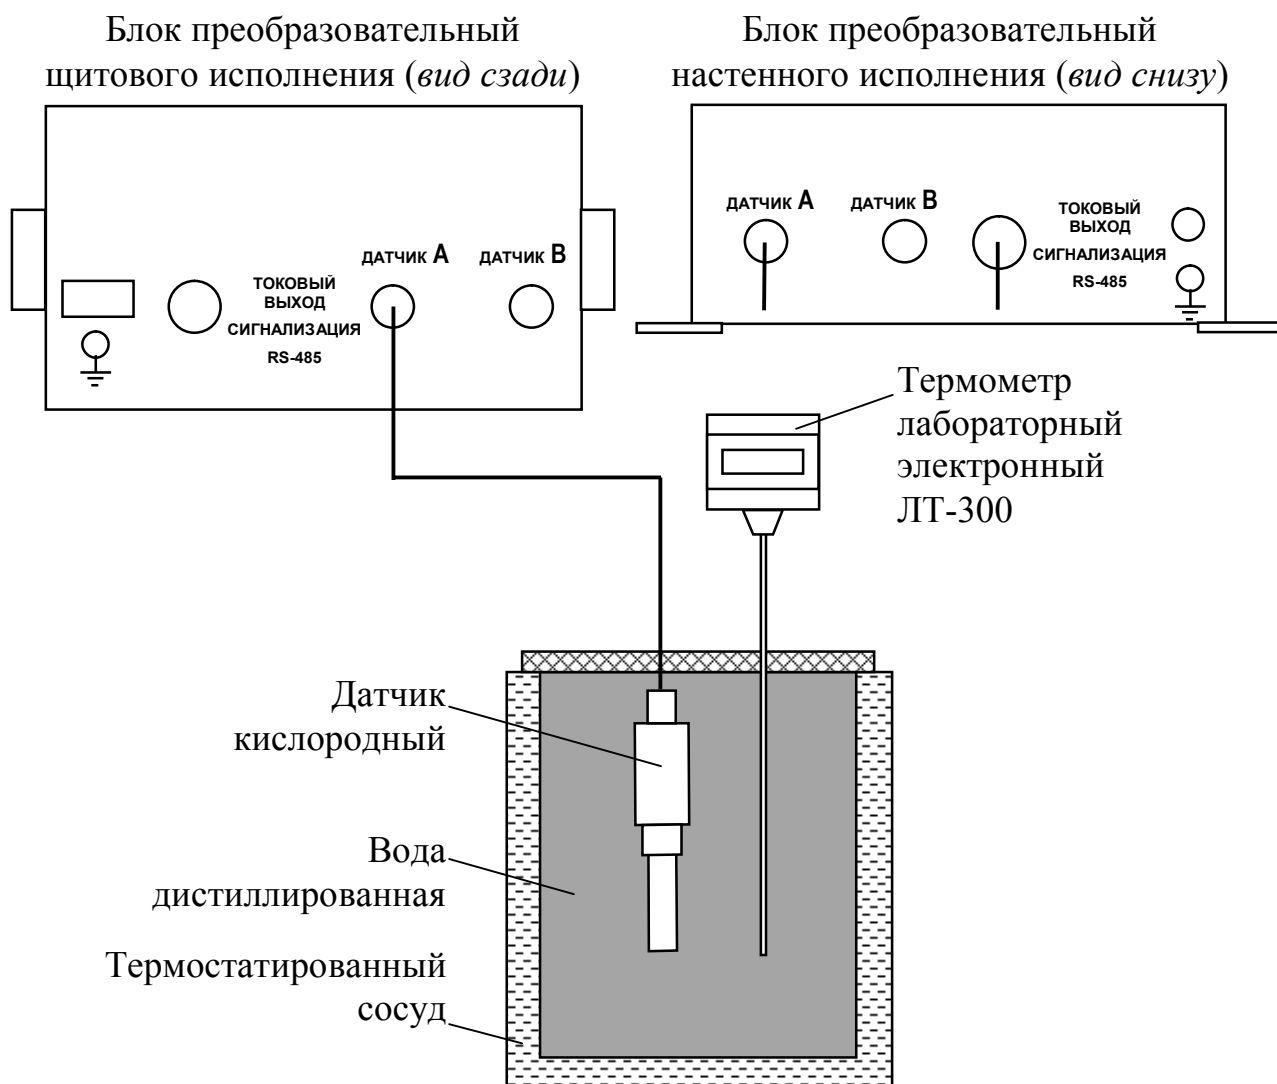 Блок преобразовательный
щитового исполнения (вид сзади)
Блок преобразовательный
настенного исполнения (вид снизу)
ДАТЧИК А
ДАТЧИК В
ТОКОВЫЙ
ВЫХОД
СИГНАЛИЗАЦИЯ
RS-485
ДАТЧИК А
ДАТЧИК В
ТОКОВЫЙ
ВЫХОД
СИГНАЛИЗАЦИЯ
RS-485
Термометр
лабораторный
электронный
ЛТ-300
Датчик
кислородный
Вода
дистиллированная
Термостатированный
сосуд